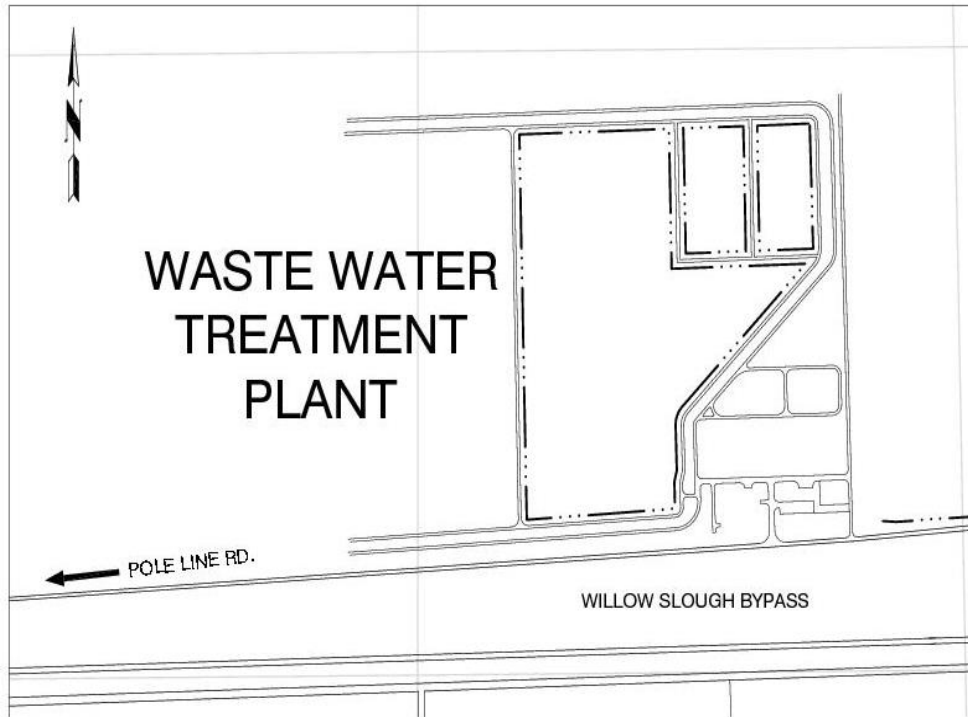 N
WASTE WATER
TREATMENT
PLANT
POLE LINE RD.
WILLOW SLOUGH BYPASS